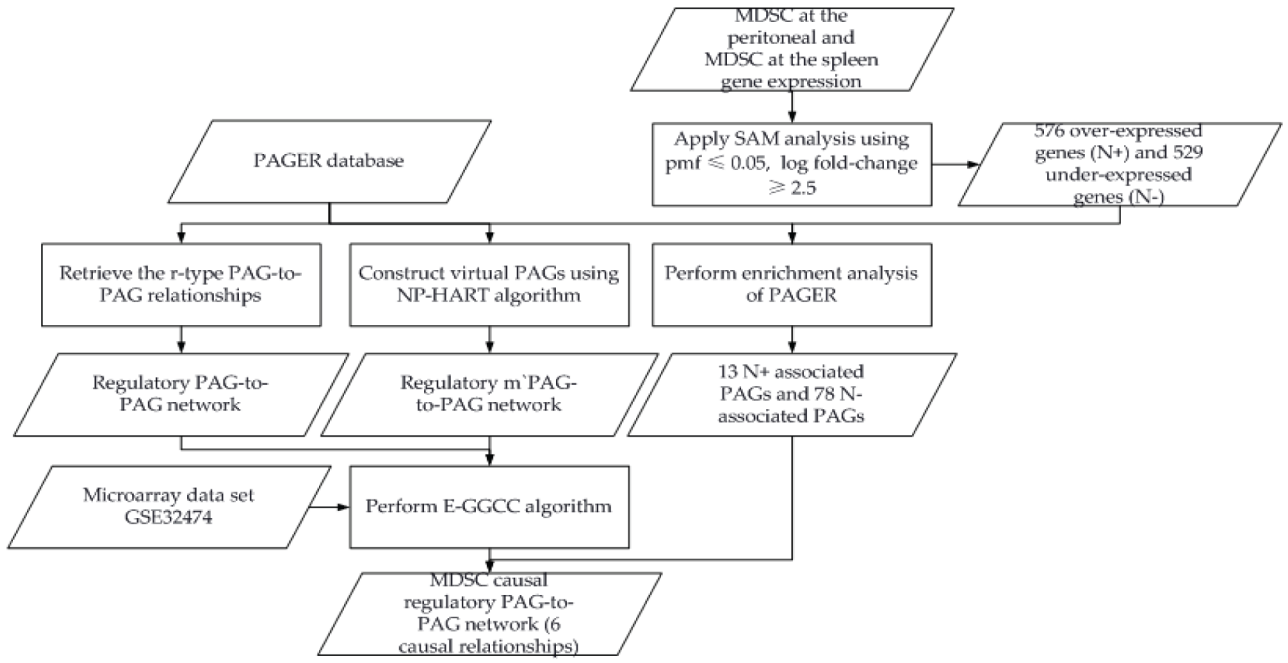 MDSC at the
peritoneal and
MDSC at the spleen
gene expression
PAGER database
Apply SAM analysis using
pmf ≤ 0.05, log fold-change
≥ 2.5
576 over-expressed
genes (N+) and 529
under-expressed
genes (N-)
Retrieve the r-type PAG-to-
PAG relationships
Construct virtual PAGs using
NP-HART algorithm
Perform enrichment analysis
of PAGER
Regulatory PAG-to-
PAG network
Regulatory m`PAG-
to-PAG network
13 N+ associated
PAGs and 78 N-
associated PAGs
Microarray data set
GSE32474
Perform E-GGCC algorithm
MDSC causal
regulatory PAG-to-
PAG network (6
causal relationships)